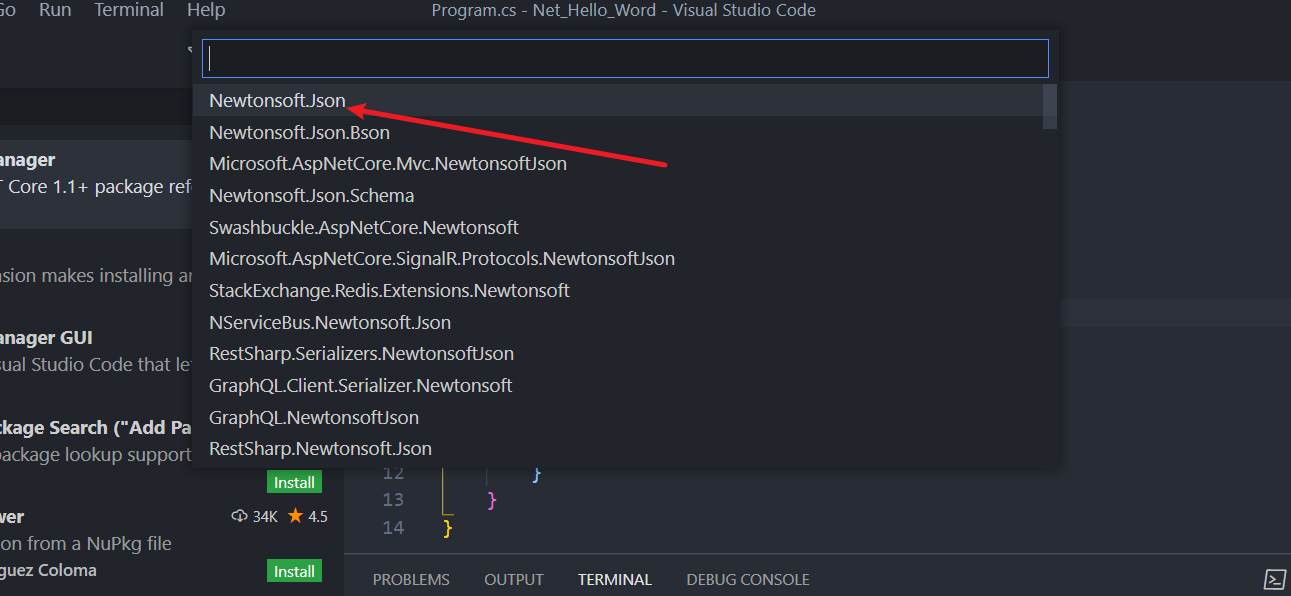 Go Run Terminal Help Program.cs - Net_Hello_Word - Visual Studio Code
Newtonsoft.Json
Newtonsoft.Json.Bson
Microsoft.AspNetCore.Mvc.NewtonsoftJson
Newtonsoft.Json.Schema
Swashbuckle.AspNetCore.Newtonsoft
Microsoft.AspNetCore.SignalR.Protocols.NewtonsoftJson
StackExchange.Redis.Extensions.Newtonsoft
NServiceBus.Newtonsoft.Json
RestSharp.Serializers.NewtonsoftJson
GraphQL.Client.Serializer.Newtonsoft
GraphQL.NewtonsoftJson
RestSharp.Newtonsoft.Json
anager
T Core 1.1+ package ref
nsion makes installing an
anager GUI
sual Studio Code that le
ckage Search ("Add Pa
package lookup support
Install
wer
34K 4.5
on from a NuPkg file
guez Coloma
Install
12 }
13 }
14 }
PROBLEMS OUTPUT TERMINAL DEBUG CONSOLE